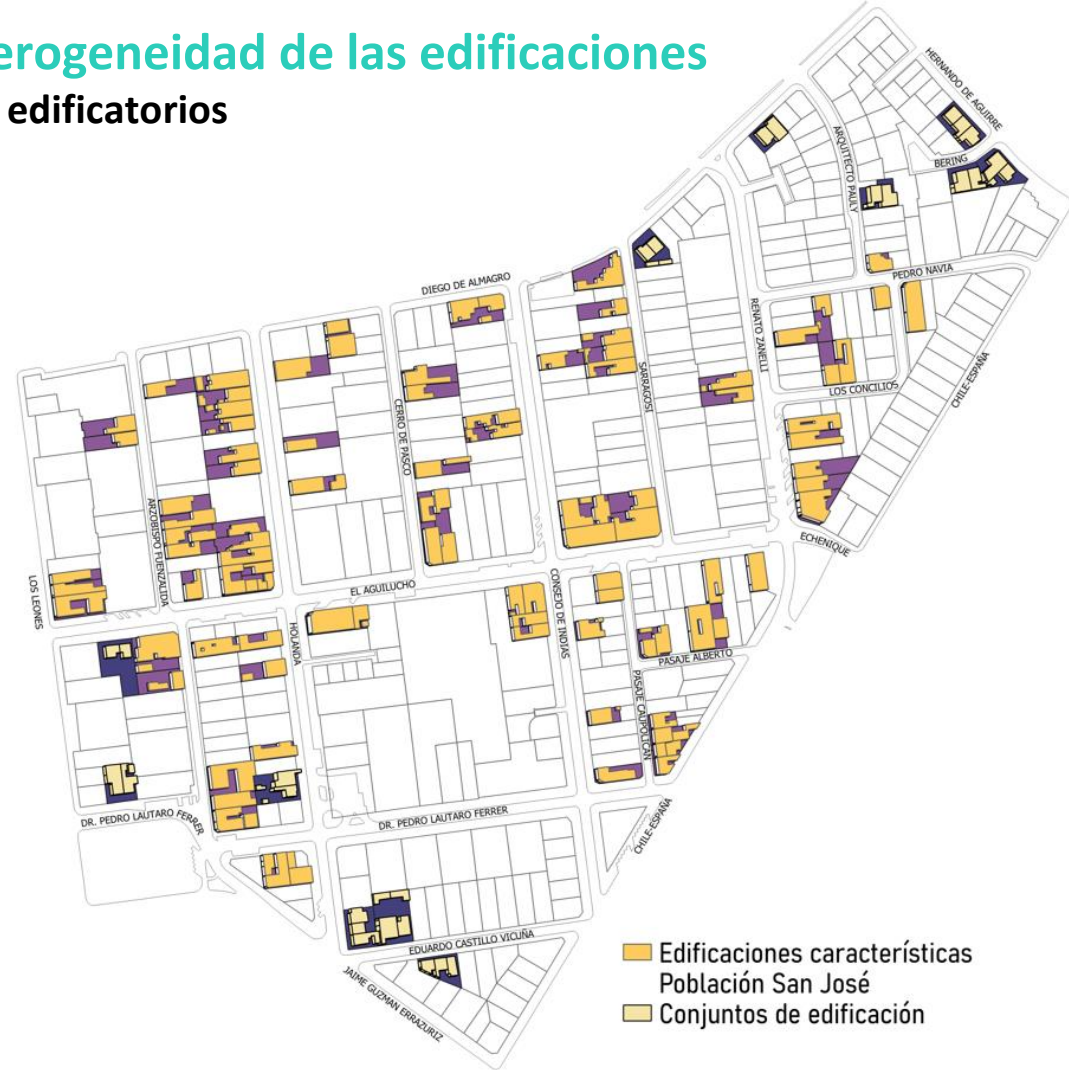 erogeneidad de las edificaciones
edificatorios
HERNANDO DE AGUIRRE
ARQUITECTO PAULY
BERING
PEDRO NAVIA
DIEGO DE ALMAGRO
RENATO ZANELLI
SARRAGOSI
CHILE-ESPAÑA
LOS CONCILIOS
CERRO DE PASCO
ARZOBISPO FUENZALIDA
ECHENIQUE
LOS LEONES
EL AGUILUCHO
CONSEJO DE INDIAS
HOLANDA
PASAJE ALBERTO
PASAJE CAUPOLICAN
DR. PEDRO LAUTARO FERRER
DR. PEDRO LAUTARO FERRER
CHILE-ESPAÑA
EDUARDO CASTILLO VICUÑA
JAIME GUZMAN ERRAZURIZ
Edificaciones características
Población San José
Conjuntos de edificación